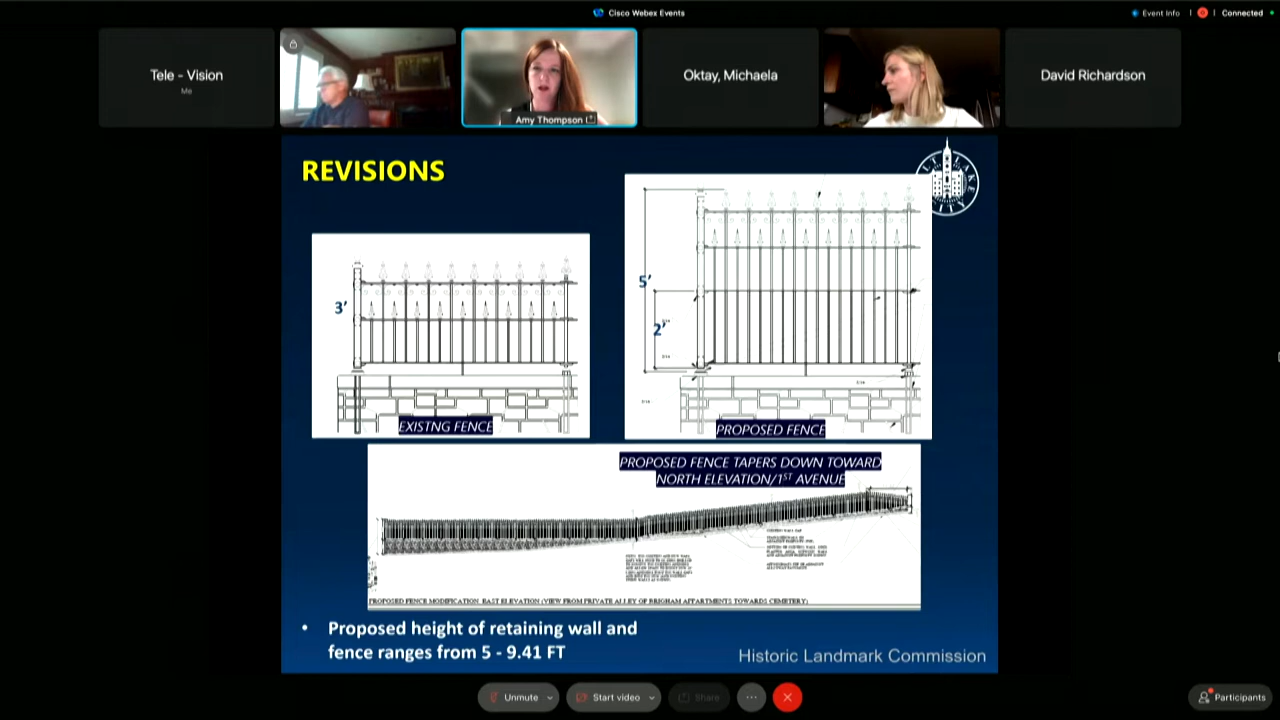 Cisco Webex Events
Event Info
Connected
Tele - Vision
Me
Amy Thompson
Oktay, Michaela
David Richardson
REVISIONS
3’
EXISTNG FENCE
5’
2’
PROPOSED FENCE
PROPOSED FENCE TAPERS DOWN TOWARD
NORTH ELEVATION/1ST AVENUE
PROPOSED FENCE MODIFICATION EAST ELEVATION (VIEW FROM PRIVATE ALLEY OF BRIGHAM APPARTMENTS TOWARDS CEMETERY)
• Proposed height of retaining wall and
fence ranges from 5 - 9.41 FT
Historic Landmark Commission
Unmute
Start video
Share
Participants